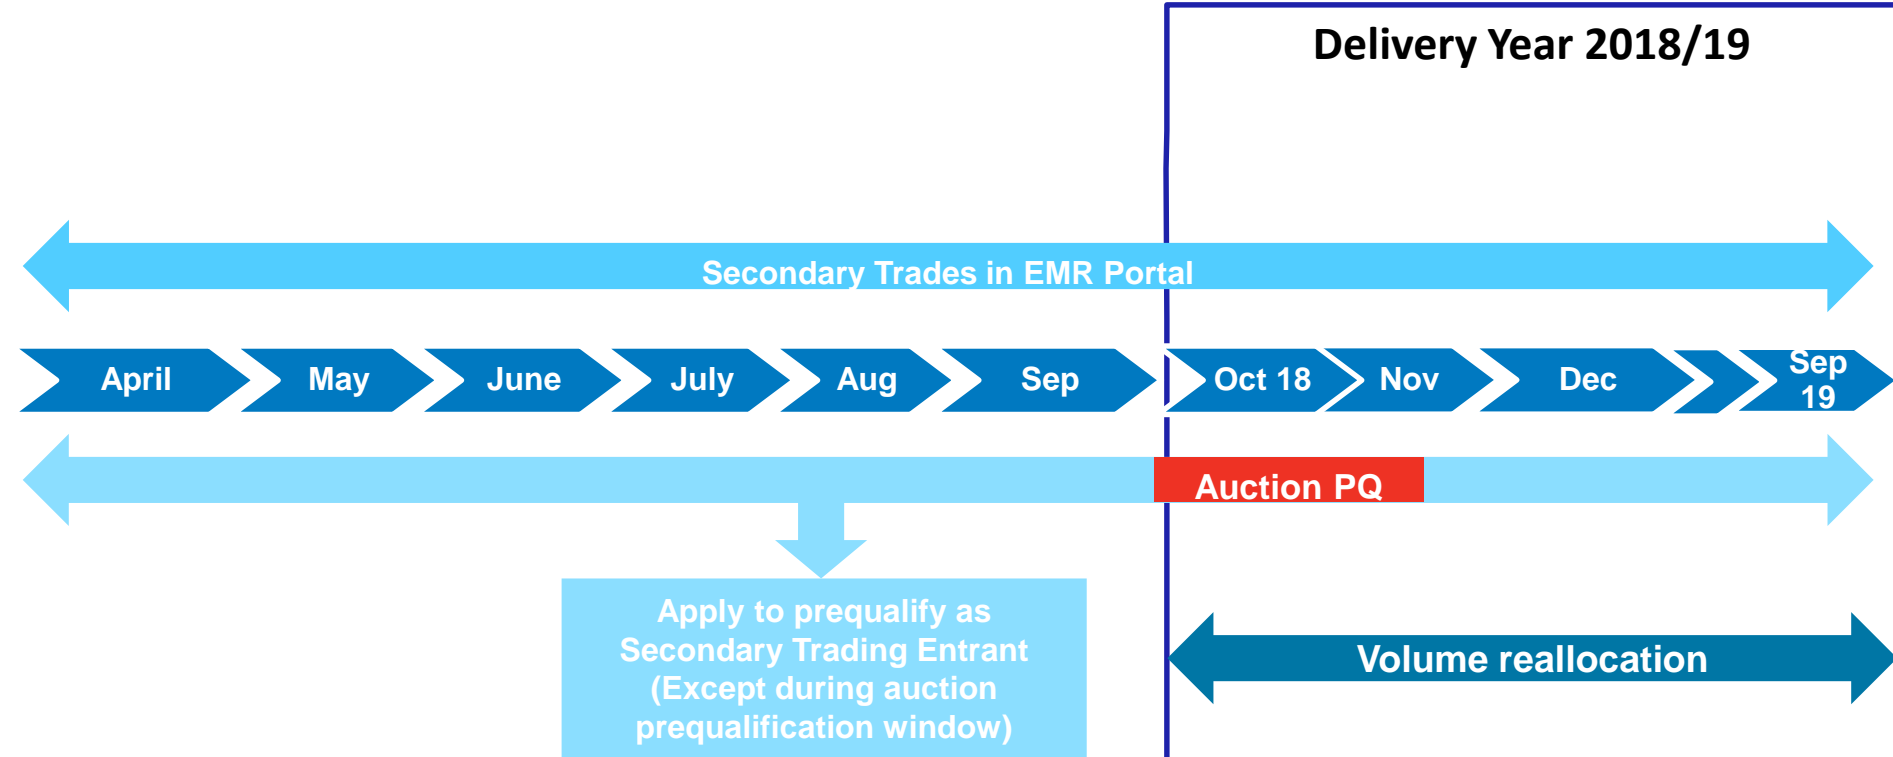 Delivery Year 2018/19
Secondary Trades in EMR Portal
April
May
June
July
Aug
Sep
Oct 18
Nov
Dec
Sep
19
Auction PQ
Apply to prequalify as
Secondary Trading Entrant
(Except during auction
prequalification window)
Volume reallocation